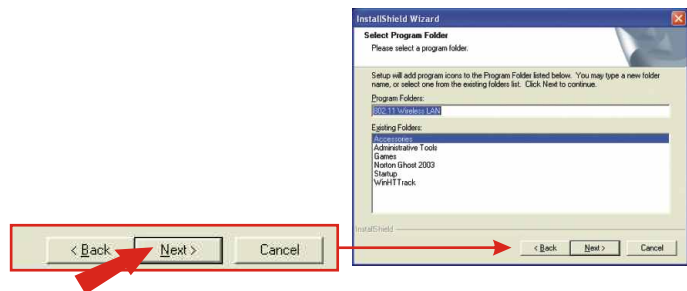 InstallShield Wizard
Select Program Folder
Please select a program folder.
Setup will add program icons to the Program Folder listed below. You may type a new folder
name, or select one from the existing folders list. Click Next to continue.
Program Folders:
802.11 Wireless LAN
Existing Folders:
Accessories
Administrative Tools
Games
Norton Ghost 2003
Startup
WinHTTrack
InstallShield
< Back Next > Cancel
< Back Next > Cancel